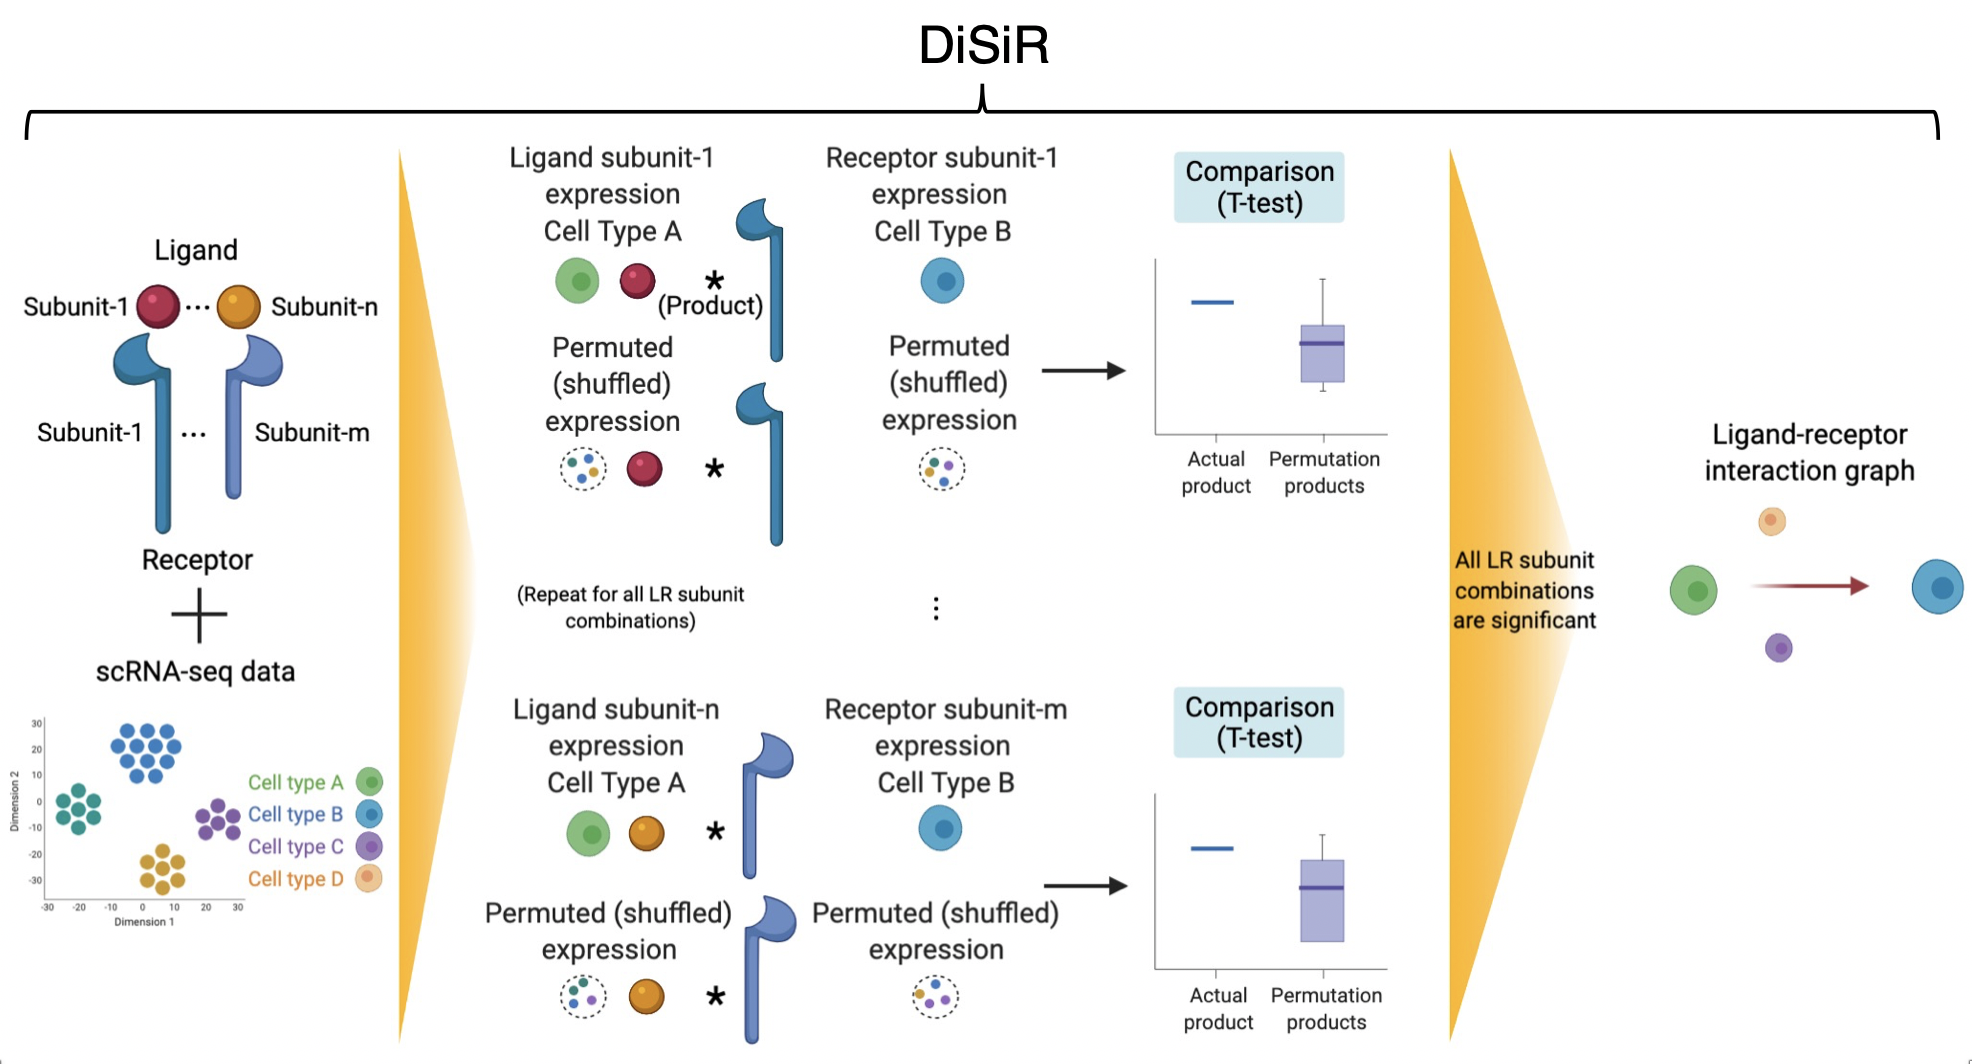 DiSiR
Ligand
Subunit-1
...
Subunit-n
Subunit-1
...
Subunit-m
Receptor
+
scRNA-seq data
30
20
10
0
-10
-20
-30
Dimension 2
-30 -20 -10 0 10 20 30
Dimension 1
Cell type A
Cell type B
Cell type C
Cell type D
Ligand subunit-1
expression
Cell Type A
*
(Product)
Receptor subunit-1
expression
Cell Type B
Permuted
(shuffled)
expression
*
Permuted
(shuffled)
expression
Comparison
(T-test)
Actual
product
Permutation
products
(Repeat for all LR subunit
combinations)
⋮
Ligand subunit-n
expression
Cell Type A
*
Receptor subunit-m
expression
Cell Type B
Permuted (shuffled)
expression
*
Permuted (shuffled)
expression
Comparison
(T-test)
Actual
product
Permutation
products
All LR subunit
combinations
are significant
Ligand-receptor
interaction graph